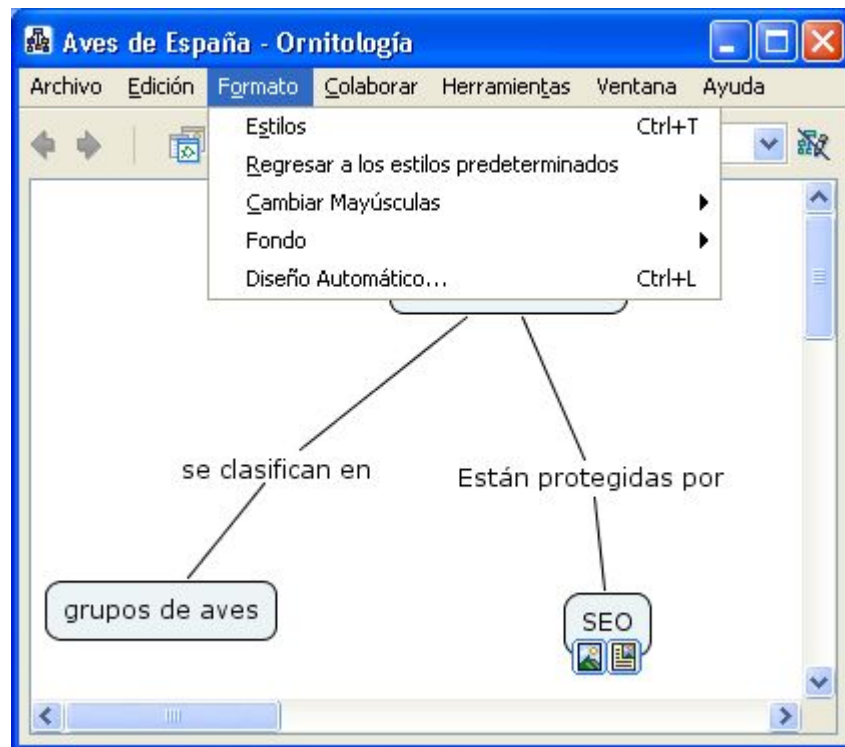 Aves de España - Ornitología
Archivo Edición Formato Colaborar Herramientas Ventana Ayuda
Estilos Ctrl+T
Regresar a los estilos predeterminados
Cambiar Mayúsculas
Fondo
Diseño Automático... Ctrl+L
se clasifican en
Están protegidas por
grupos de aves
SEO